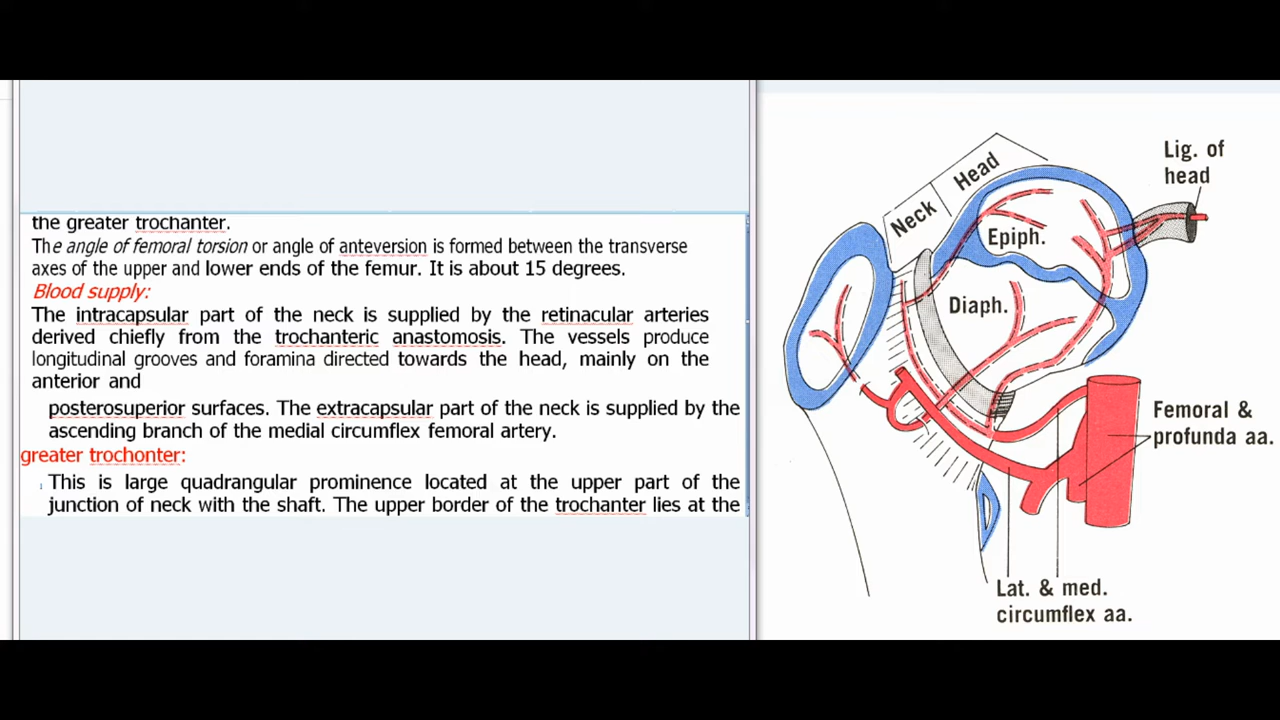 the greater trochanter.
The angle of femoral torsion or angle of anteversion is formed between the transverse
axes of the upper and lower ends of the femur. It is about 15 degrees.
Blood supply:
The intracapsular part of the neck is supplied by the retinacular arteries
derived chiefly from the trochanteric anastomosis. The vessels produce
longitudinal grooves and foramina directed towards the head, mainly on the
anterior and
posterosuperior surfaces. The extracapsular part of the neck is supplied by the
ascending branch of the medial circumflex femoral artery.
greater trochonter:
This is large quadrangular prominence located at the upper part of the
junction of neck with the shaft. The upper border of the trochanter lies at the
Lig. of
head
Head
Neck
Epiph.
Diaph.
Femoral &
profunda aa.
Lat. & med.
circumflex aa.